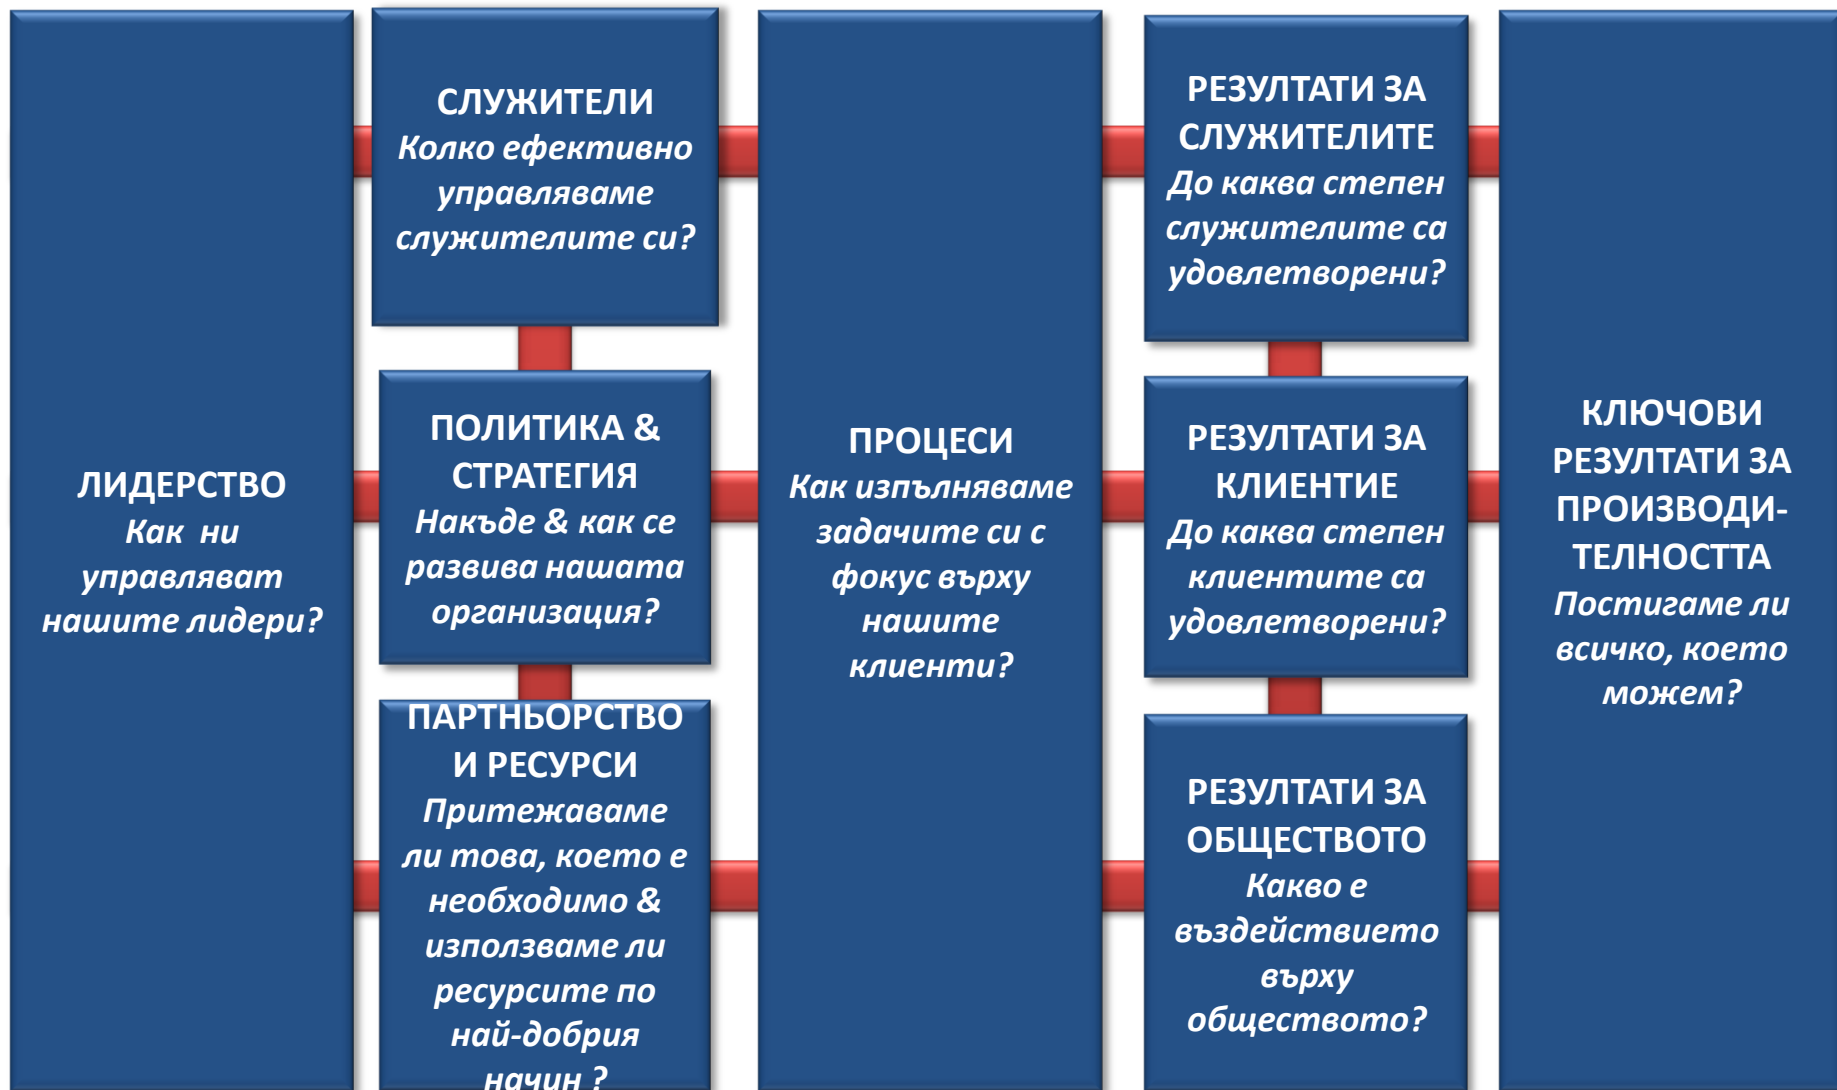 ЛИДЕРСТВО
Как ни
управляват
нашите лидери?
СЛУЖИТЕЛИ
Колко ефективно
управляваме
служителите си?
ПОЛИТИКА &
СТРАТЕГИЯ
Накъде & как се
развива нашата
организация?
ПАРТНЬОРСТВО
И РЕСУРСИ
Притежаваме
ли това, което е
необходимо &
използваме ли
ресурсите по
най-добрия
начин ?
ПРОЦЕСИ
Как изпълняваме
задачите си с
фокус върху
нашите
клиенти?
РЕЗУЛТАТИ ЗА
СЛУЖИТЕЛИТЕ
До каква степен
служителите са
удовлетворени?
РЕЗУЛТАТИ ЗА
КЛИЕНТИЕ
До каква степен
клиентите са
удовлетворени?
РЕЗУЛТАТИ ЗА
ОБЩЕСТВОТО
Какво е
въздействието
върху
обществото?
КЛЮЧОВИ
РЕЗУЛТАТИ ЗА
ПРОИЗВОДИ-
ТЕЛНОСТТА
Постигаме ли
всичко, което
можем?